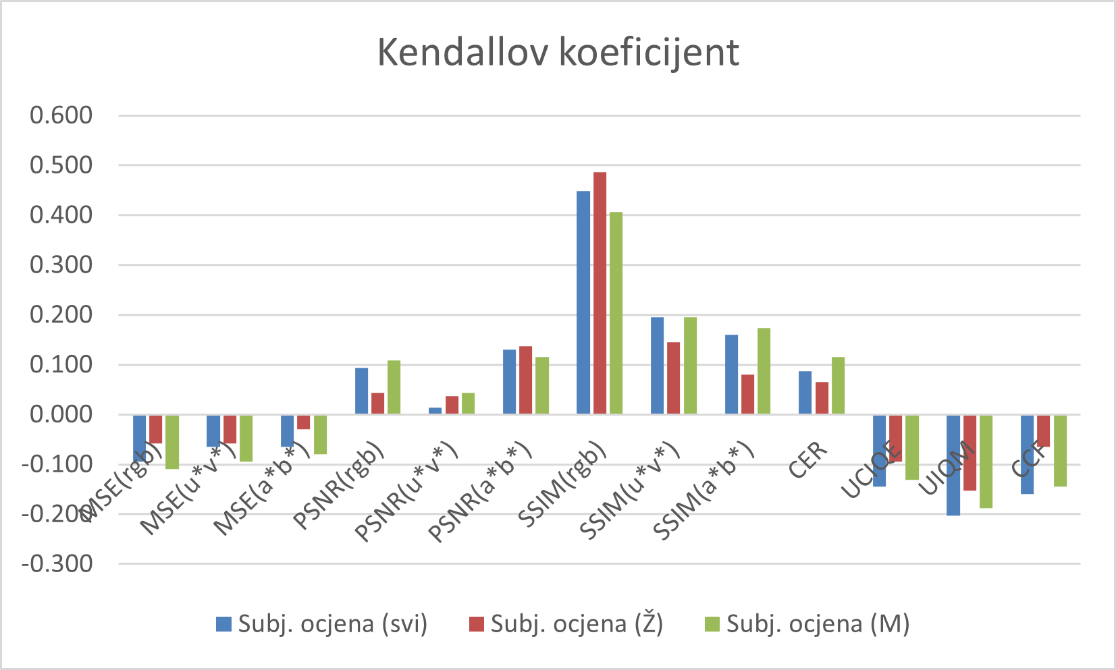 Kendallov koeficijent
0.600
0.500
0.400
0.300
0.200
0.100
0.000
-0.100
-0.200
-0.300
MSE(rgb)
MSE(u*v*)
MSE(a*b*)
PSNR(rgb)
PSNR(u*v*)
PSNR(a*b*)
SSIM(rgb)
SSIM(u*v*)
SSIM(a*b*)
CER
UCIQE
UIQM
CCF
Subj. ocjena (svi) Subj. ocjena (Ž) Subj. ocjena (M)